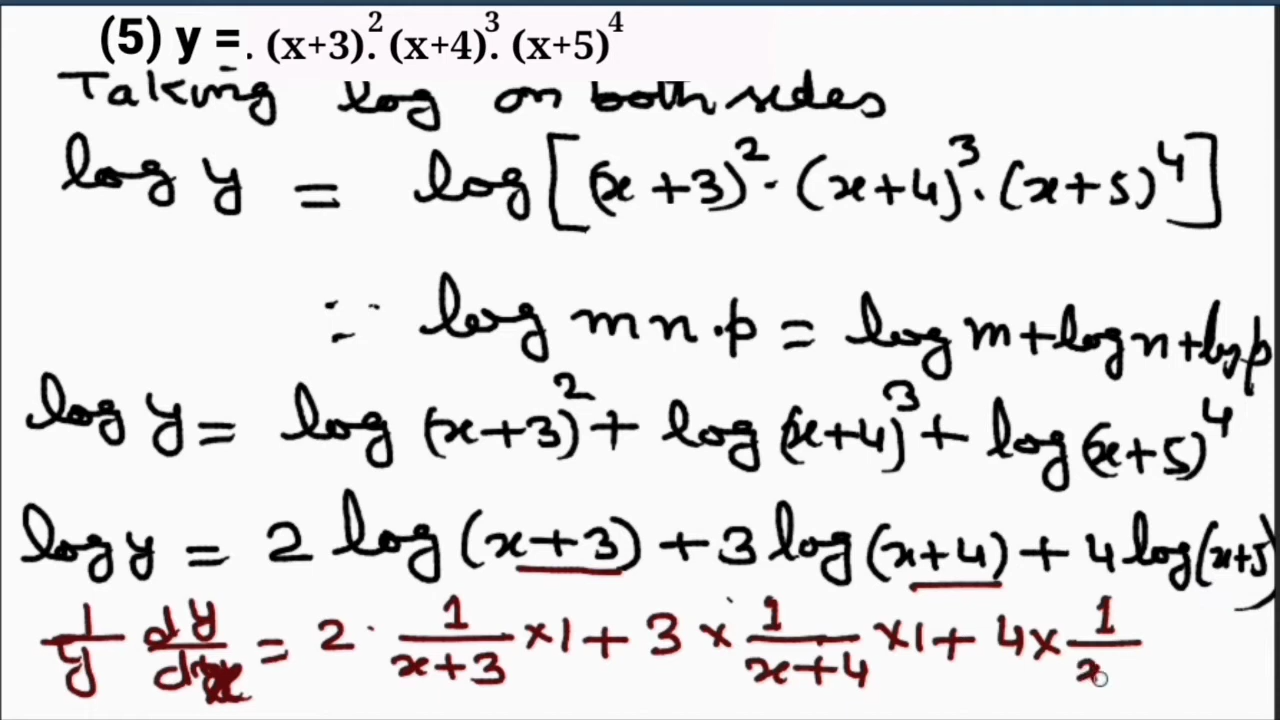 (5) y = . (x+3)². (x+4)³. (x+5)⁴
Taking log on both sides
log y = log [(x+3)² · (x+4)³ · (x+5)⁴]
∵ log mn.p = log m + log n + log p
log y = log (x+3)² + log (x+4)³ + log (x+5)⁴
log y = 2 log (x+3) + 3 log (x+4) + 4 log (x+5)
1/y dy/dx = 2 · 1/(x+3) × 1 + 3 × 1/(x+4) × 1 + 4 × 1/x